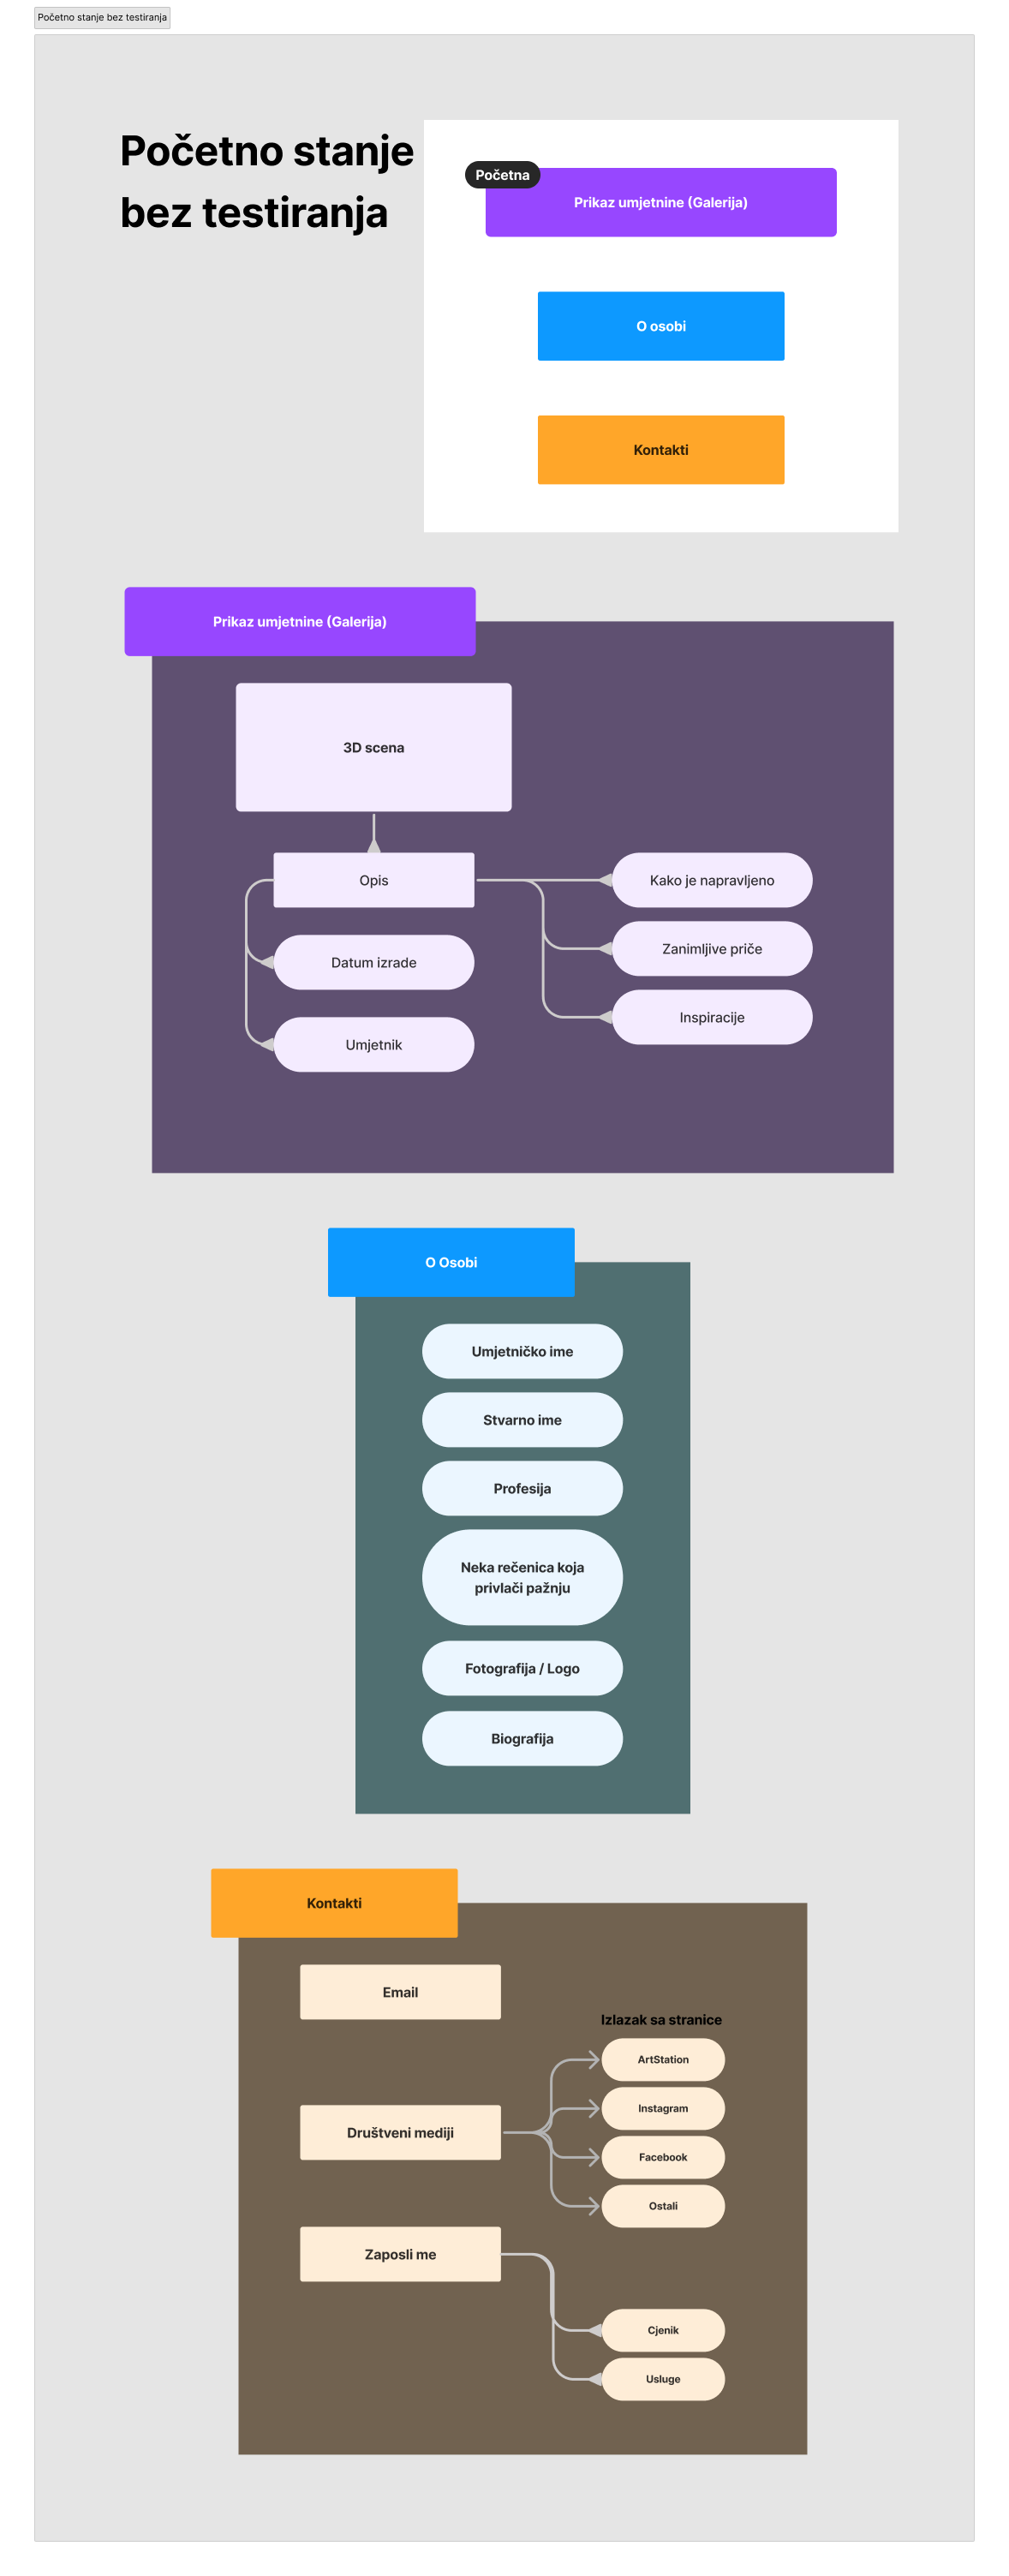 Početno stanje bez testiranja
Početno stanje
bez testiranja
Početna
Prikaz umjetnine (Galerija)
O osobi
Kontakti
Prikaz umjetnine (Galerija)
3D scena
Opis
Kako je napravljeno
Zanimljive priče
Datum izrade
Inspiracije
Umjetnik
O Osobi
Umjetničko ime
Stvarno ime
Profesija
Neka rečenica koja
privlači pažnju
Fotografija / Logo
Biografija
Kontakti
Email
Izlazak sa stranice
ArtStation
Instagram
Društveni mediji
Facebook
Ostali
Zaposli me
Cjenik
Usluge